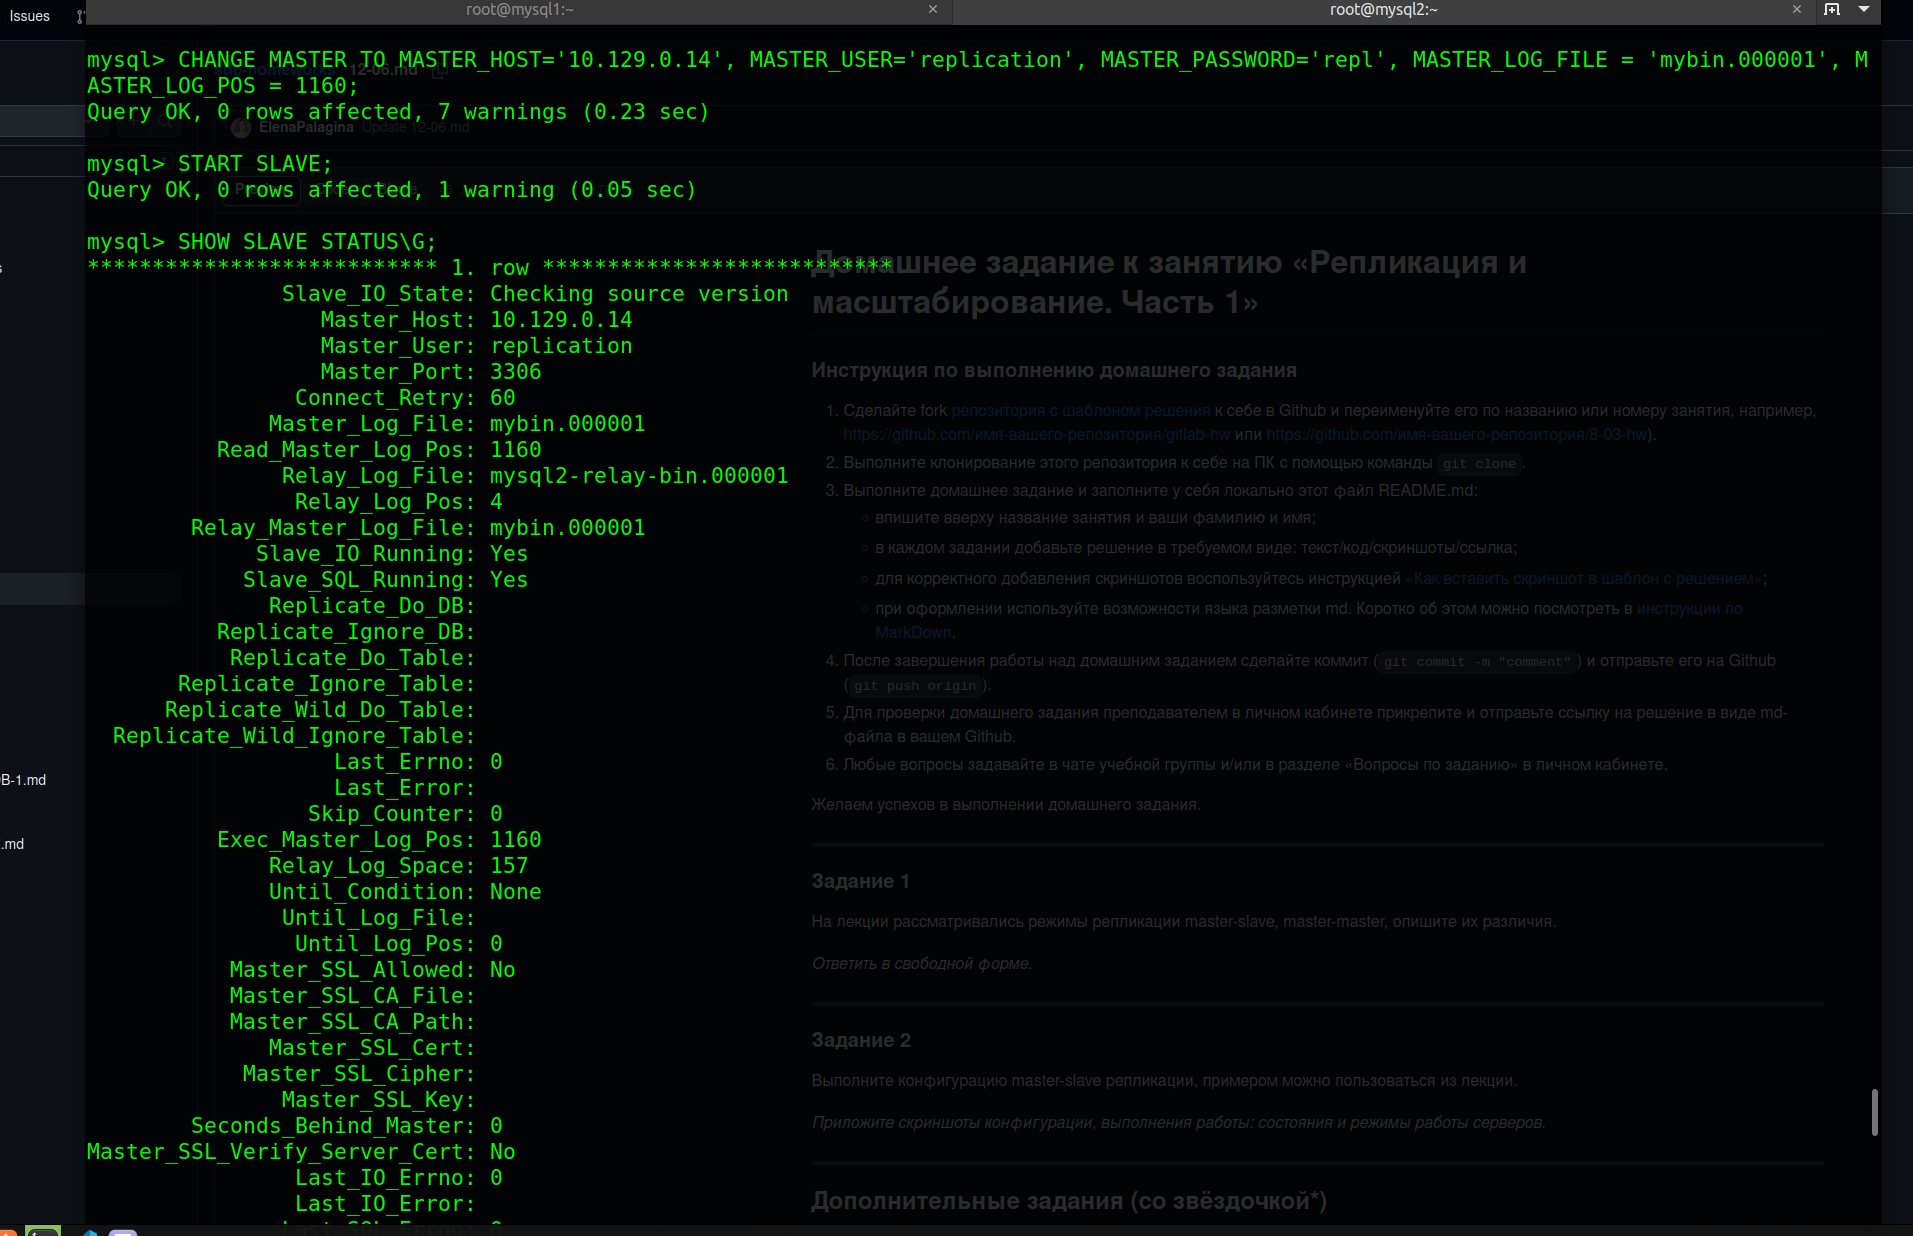 Issues
root@mysql1:~ × root@mysql2:~ ×
mysql> CHANGE MASTER TO MASTER_HOST='10.129.0.14', MASTER_USER='replication', MASTER_PASSWORD='repl', MASTER_LOG_FILE = 'mybin.000001', M
ASTER_LOG_POS = 1160;
12-06.md
Query OK, 0 rows affected, 7 warnings (0.23 sec)
ElenaPalagina Update 12-06.md
mysql> START SLAVE;
Query OK, 0 rows affected, 1 warning (0.05 sec)
mysql> SHOW SLAVE STATUS\G;
*************************** 1. row ***************************
Slave_IO_State: Checking source version
Master_Host: 10.129.0.14
Master_User: replication
Master_Port: 3306
Connect_Retry: 60
Master_Log_File: mybin.000001
Read_Master_Log_Pos: 1160
Relay_Log_File: mysql2-relay-bin.000001
Relay_Log_Pos: 4
Relay_Master_Log_File: mybin.000001
Slave_IO_Running: Yes
Slave_SQL_Running: Yes
Replicate_Do_DB:
Replicate_Ignore_DB:
Replicate_Do_Table:
Replicate_Ignore_Table:
Replicate_Wild_Do_Table:
Replicate_Wild_Ignore_Table:
Last_Errno: 0
Last_Error:
Skip_Counter: 0
Exec_Master_Log_Pos: 1160
Relay_Log_Space: 157
Until_Condition: None
Until_Log_File:
Until_Log_Pos: 0
Master_SSL_Allowed: No
Master_SSL_CA_File:
Master_SSL_CA_Path:
Master_SSL_Cert:
Master_SSL_Cipher:
Master_SSL_Key:
Seconds_Behind_Master: 0
Master_SSL_Verify_Server_Cert: No
Last_IO_Errno: 0
Last_IO_Error:
B-1.md
.md
Домашнее задание к занятию «Репликация и
масштабирование. Часть 1»
Инструкция по выполнению домашнего задания
1. Сделайте fork репозитория с шаблоном решения к себе в Github и переименуйте его по названию или номеру занятия, например,
https://github.com/имя-вашего-репозитория/gitlab-hw или https://github.com/имя-вашего-репозитория/8-03-hw).
2. Выполните клонирование этого репозитория к себе на ПК с помощью команды git clone.
3. Выполните домашнее задание и заполните у себя локально этот файл README.md:
○ впишите вверху название занятия и ваши фамилию и имя;
○ в каждом задании добавьте решение в требуемом виде: текст/код/скриншоты/ссылка;
○ для корректного добавления скриншотов воспользуйтесь инструкцией «Как вставить скриншот в шаблон с решением»;
○ при оформлении используйте возможности языка разметки md. Коротко об этом можно посмотреть в инструкции по
MarkDown.
4. После завершения работы над домашним заданием сделайте коммит (git commit -m "comment") и отправьте его на Github
(git push origin).
5. Для проверки домашнего задания преподавателем в личном кабинете прикрепите и отправьте ссылку на решение в виде md-
файла в вашем Github.
6. Любые вопросы задавайте в чате учебной группы и/или в разделе «Вопросы по заданию» в личном кабинете.
Желаем успехов в выполнении домашнего задания.
Задание 1
На лекции рассматривались режимы репликации master-slave, master-master, опишите их различия.
Ответить в свободной форме.
Задание 2
Выполните конфигурацию master-slave репликации, примером можно пользоваться из лекции.
Приложите скриншоты конфигурации, выполнения работы: состояния и режимы работы серверов.
Дополнительные задания (со звёздочкой*)